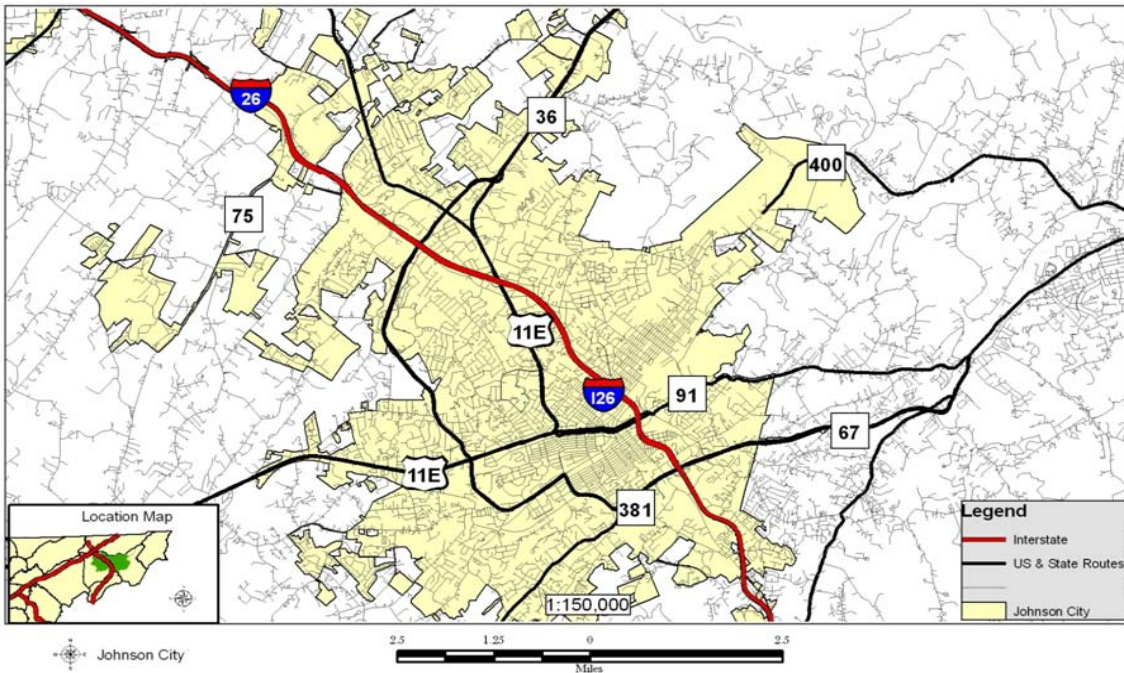 26
36
400
75
11E
I26
91
67
11E
381
Location Map
Legend
Interstate
US & State Routes
Johnson City
1:150,000
Johnson City
2.5 1.25 0 2.5
Miles